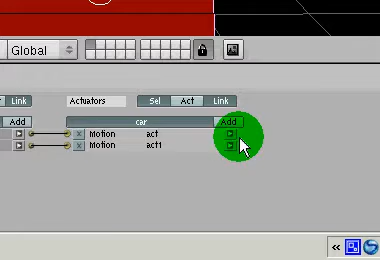 Global
Link Actuators Sel Act Link
Add car Add
Motion act
Motion act1